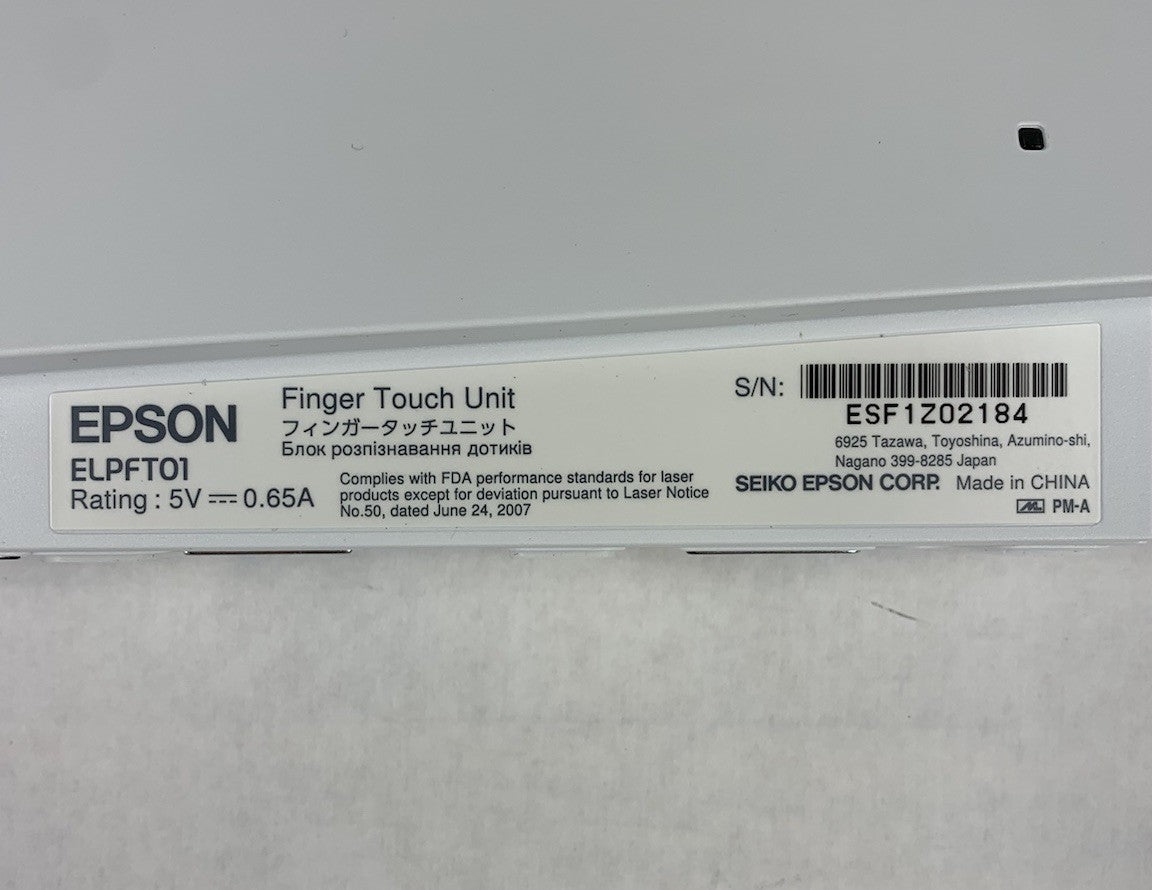 EPSON
ELPFT01
Rating : 5V ⎓ 0.65A
Finger Touch Unit
フィンガータッチユニット
Блок розпізнавання дотиків
Complies with FDA performance standards for laser
products except for deviation pursuant to Laser Notice
No.50, dated June 24, 2007
S/N:
ESF1Z02184
6925 Tazawa, Toyoshina, Azumino-shi,
Nagano 399-8285 Japan
SEIKO EPSON CORP. Made in CHINA
PM-A